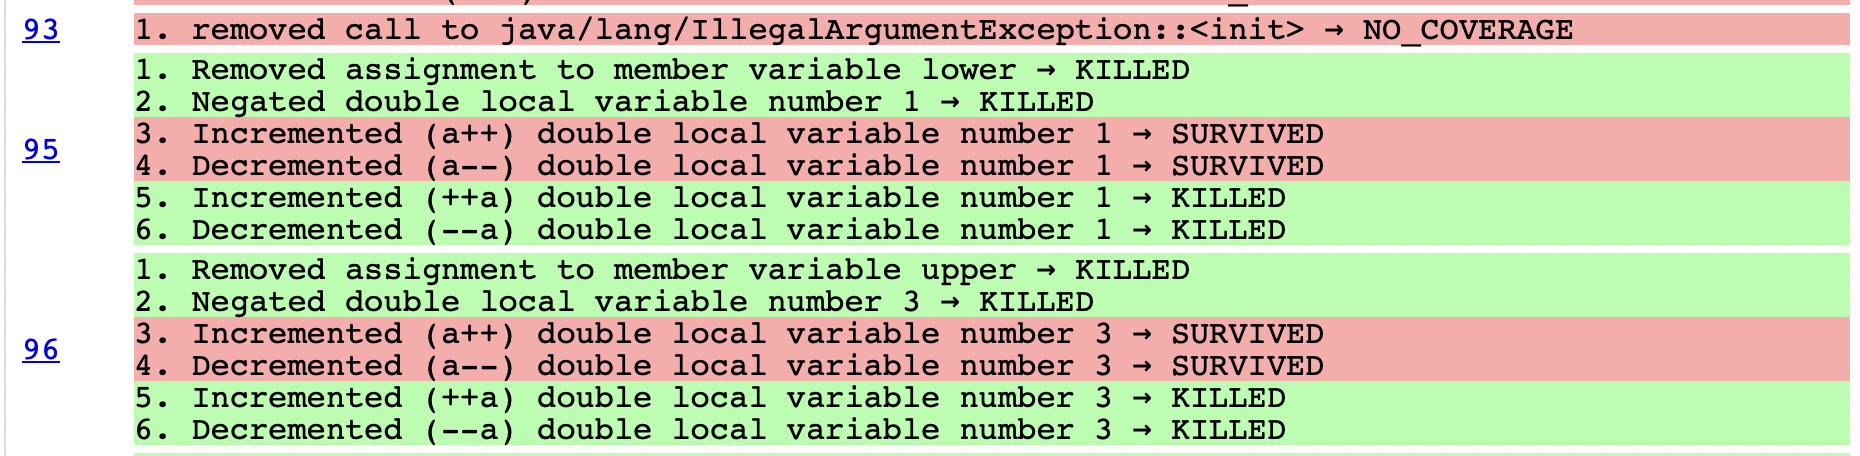 93
1. removed call to java/lang/IllegalArgumentException::<init> → NO_COVERAGE
1. Removed assignment to member variable lower → KILLED
2. Negated double local variable number 1 → KILLED
95
3. Incremented (a++) double local variable number 1 → SURVIVED
4. Decremented (a--) double local variable number 1 → SURVIVED
5. Incremented (++a) double local variable number 1 → KILLED
6. Decremented (--a) double local variable number 1 → KILLED
1. Removed assignment to member variable upper → KILLED
2. Negated double local variable number 3 → KILLED
96
3. Incremented (a++) double local variable number 3 → SURVIVED
4. Decremented (a--) double local variable number 3 → SURVIVED
5. Incremented (++a) double local variable number 3 → KILLED
6. Decremented (--a) double local variable number 3 → KILLED